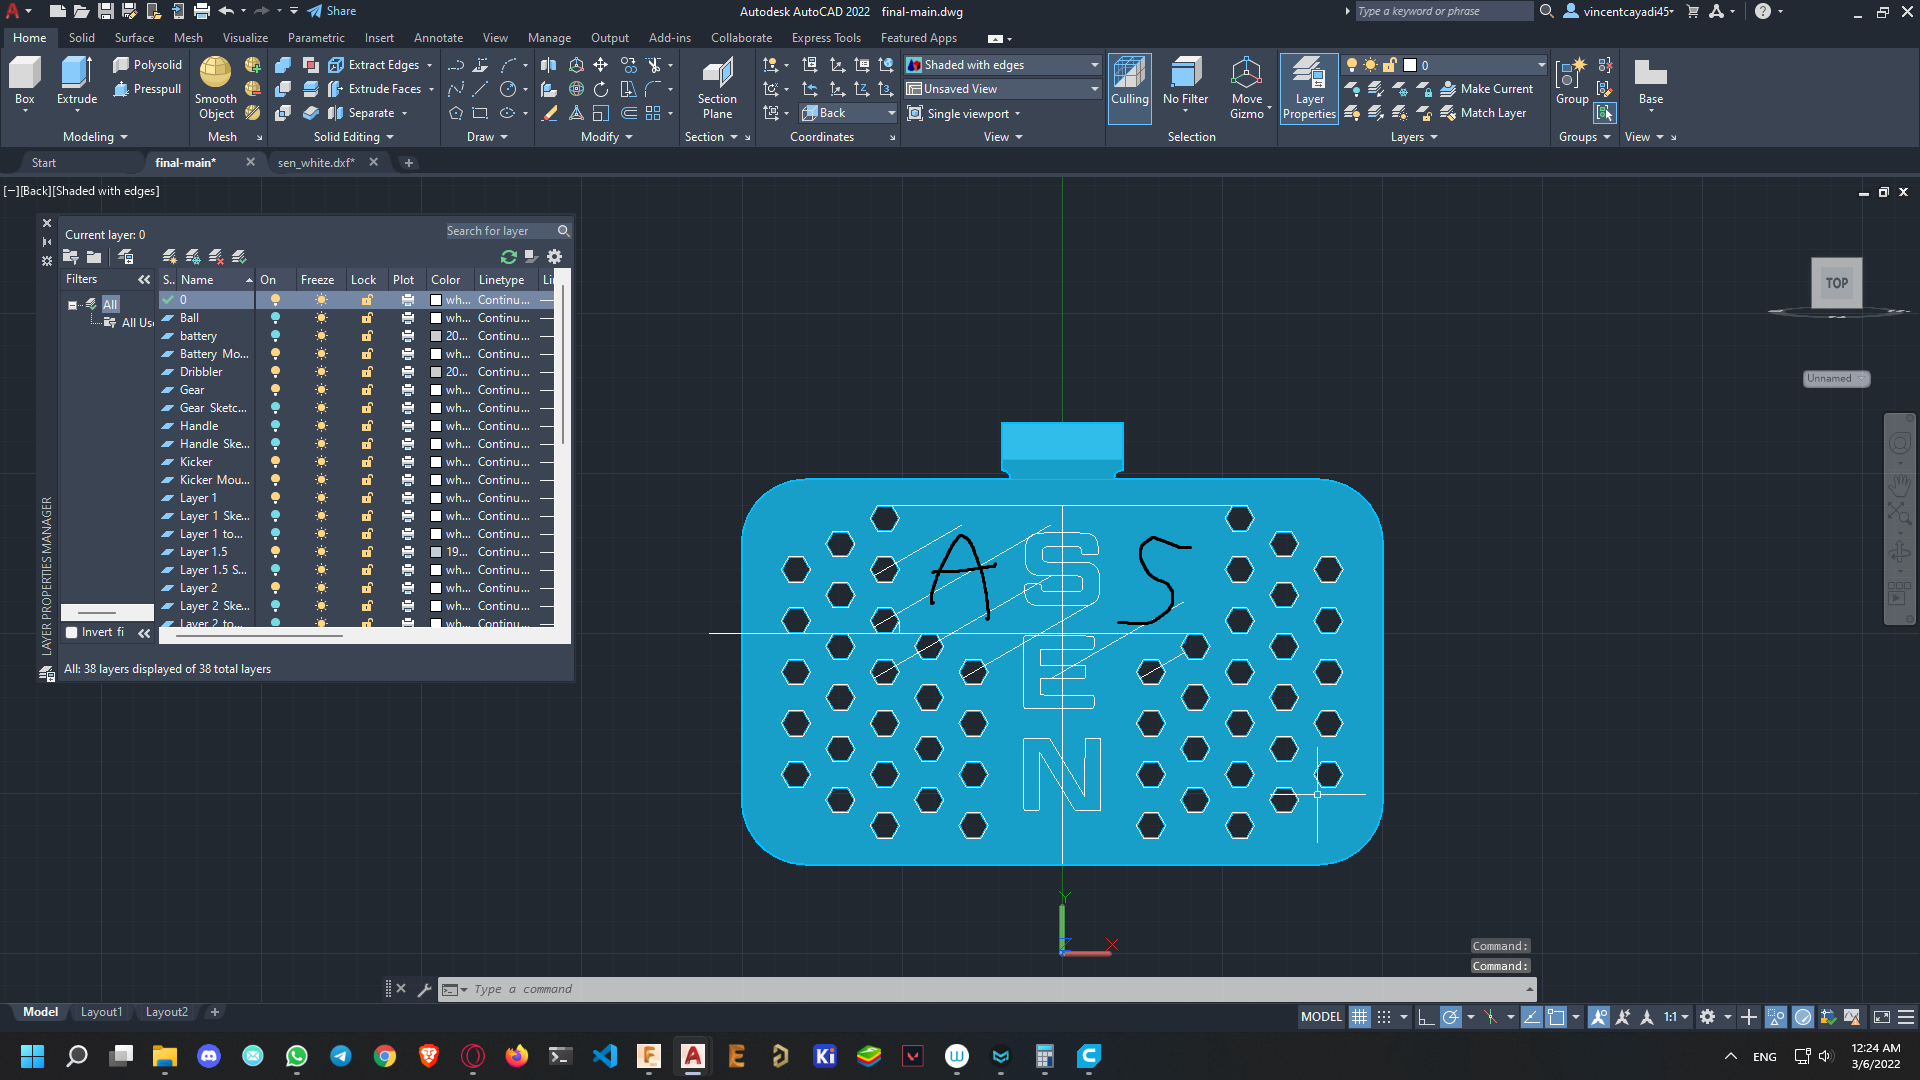 Share
Autodesk AutoCAD 2022 final-main.dwg
Type a keyword or phrase
vincentcayadi45
Home Solid Surface Mesh Visualize Parametric Insert Annotate View Manage Output Add-ins Collaborate Express Tools Featured Apps
Polysolid Extract Edges Shaded with edges 0
Presspull Extrude Faces Unsaved View Make Current
Box Extrude Smooth Object Separate Section Plane Back Single viewport Culling No Filter Move Gizmo Layer Properties Match Layer Group Base
Modeling Mesh Solid Editing Draw Modify Section Coordinates View Selection Layers Groups View
Start final-main* sen_white.dxf*
[−][Back][Shaded with edges]
Current layer: 0
Search for layer
Filters
All
All Use
Invert fi
S.. Name On Freeze Lock Plot Color Linetype Li
0 wh... Continu...
Ball wh... Continu...
battery 20... Continu...
Battery Mo... wh... Continu...
Dribbler 20... Continu...
Gear wh... Continu...
Gear Sketc... wh... Continu...
Handle wh... Continu...
Handle Ske... wh... Continu...
Kicker wh... Continu...
Kicker Mou... wh... Continu...
Layer 1 wh... Continu...
Layer 1 Ske... wh... Continu...
Layer 1 to... wh... Continu...
Layer 1.5 19... Continu...
Layer 1.5 S... wh... Continu...
Layer 2 wh... Continu...
Layer 2 Ske... wh... Continu...
Layer 2 to... wh... Continu...
All: 38 layers displayed of 38 total layers
LAYER PROPERTIES MANAGER
TOP
Unnamed
A S S
E
N
Y
X
Z
Command:
Command:
Type a command
Model Layout1 Layout2
MODEL 1:1
ENG
12:24 AM
3/6/2022